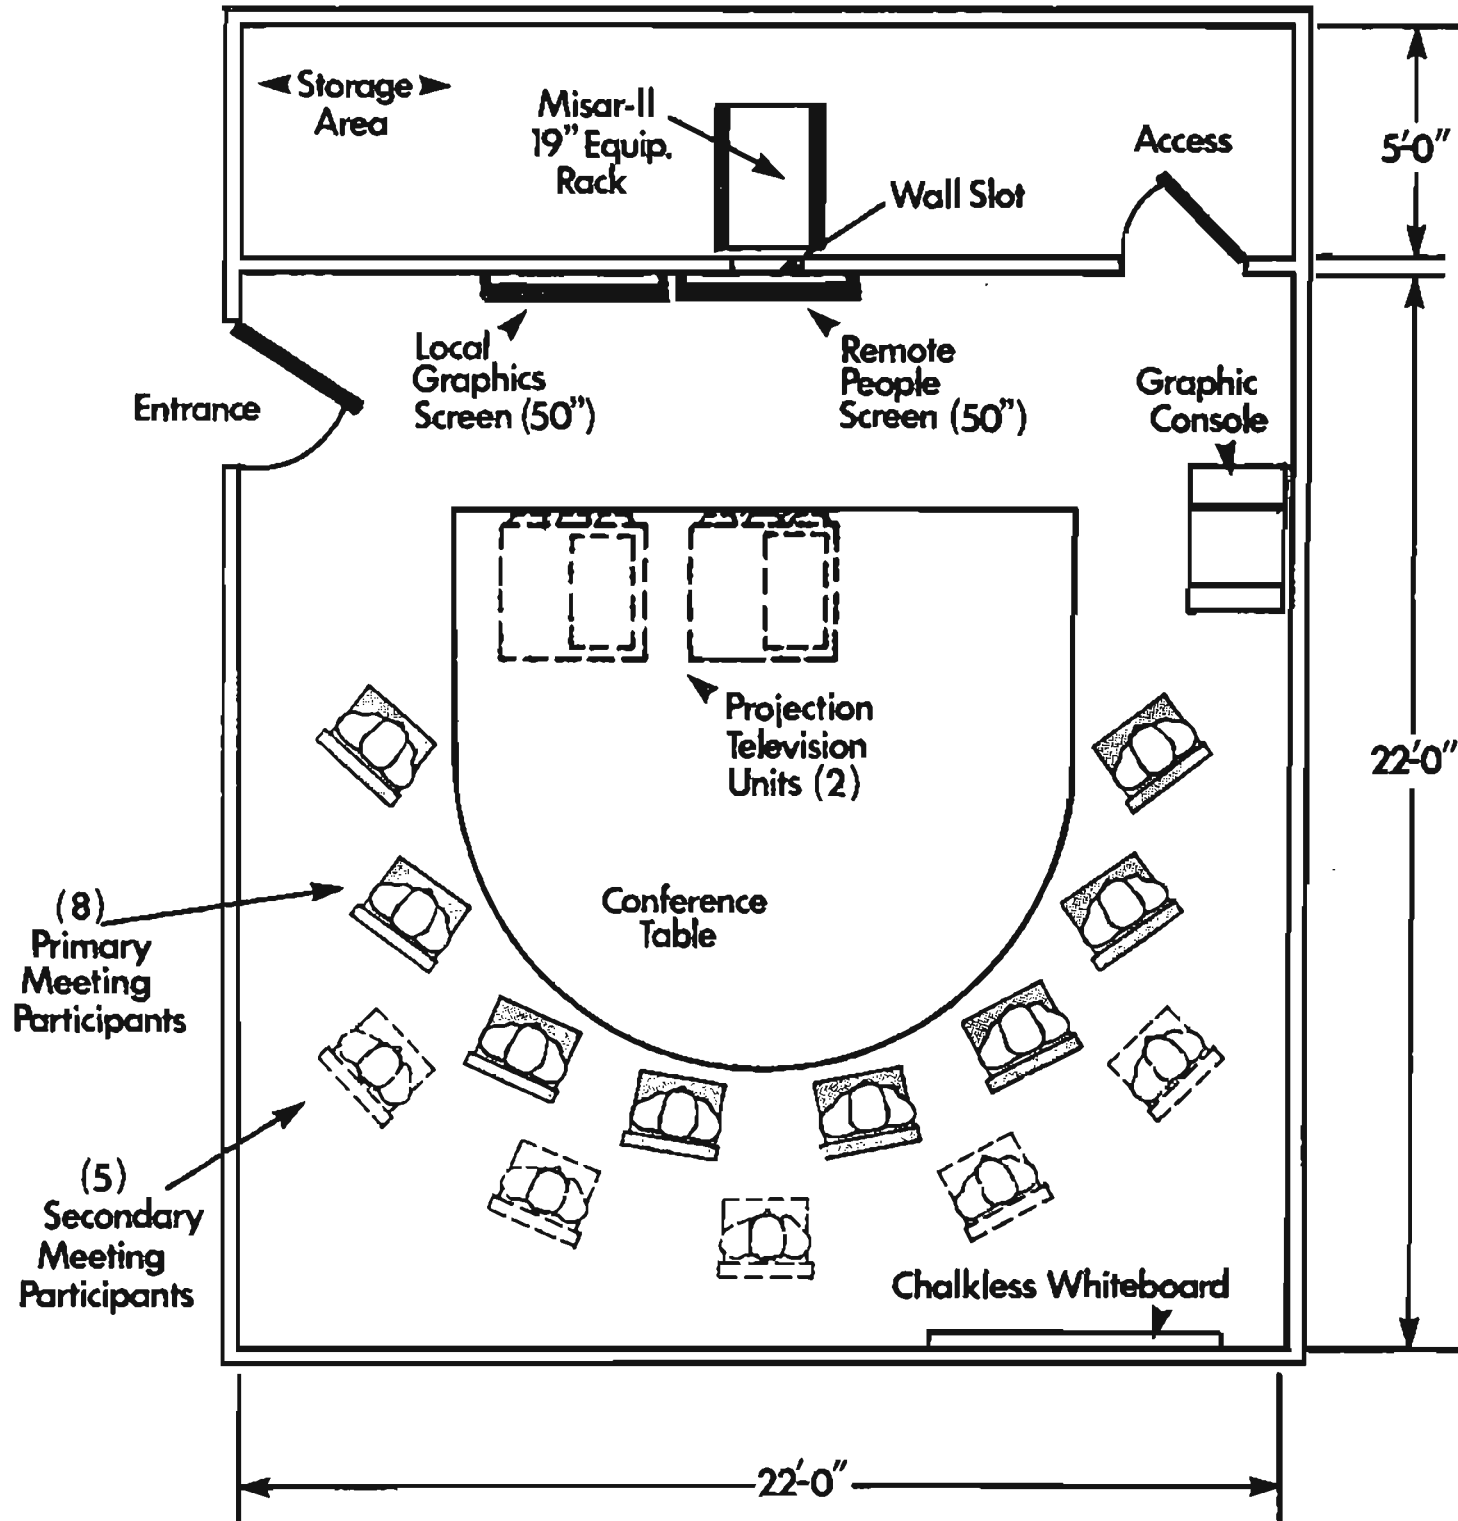 Storage
Area
Misar-II
19" Equip.
Rack
Access
Wall Slot
5'-0"
Local
Graphics
Screen (50")
Remote
People
Screen (50")
Graphic
Console
Entrance
Projection
Television
Units (2)
22'-0"
Conference
Table
(8)
Primary
Meeting
Participants
(5)
Secondary
Meeting
Participants
Chalkless Whiteboard
22'-0"